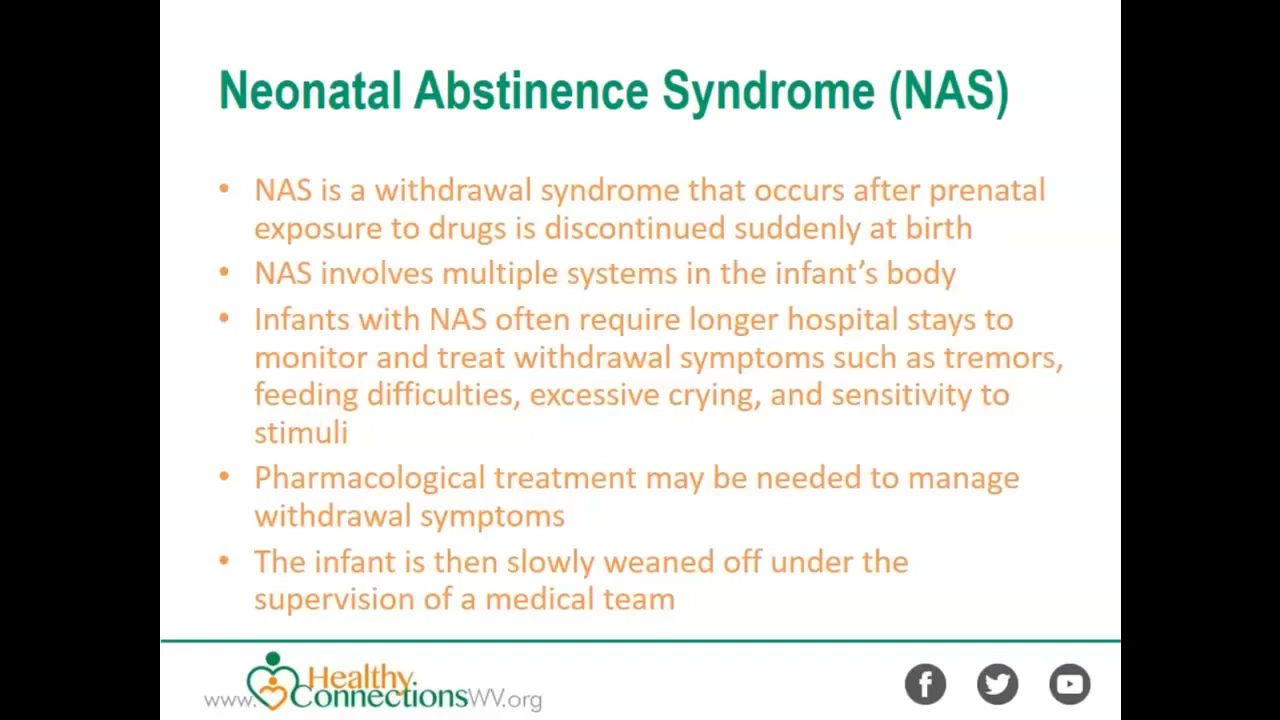 Neonatal Abstinence Syndrome (NAS)
• NAS is a withdrawal syndrome that occurs after prenatal
exposure to drugs is discontinued suddenly at birth
• NAS involves multiple systems in the infant’s body
• Infants with NAS often require longer hospital stays to
monitor and treat withdrawal symptoms such as tremors,
feeding difficulties, excessive crying, and sensitivity to
stimuli
• Pharmacological treatment may be needed to manage
withdrawal symptoms
• The infant is then slowly weaned off under the
supervision of a medical team
Healthy
www.ConnectionsWV.org